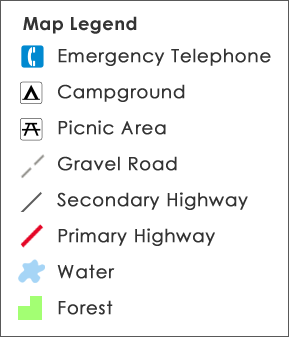 Map Legend
Emergency Telephone
Campground
Picnic Area
Gravel Road
Secondary Highway
Primary Highway
Water
Forest